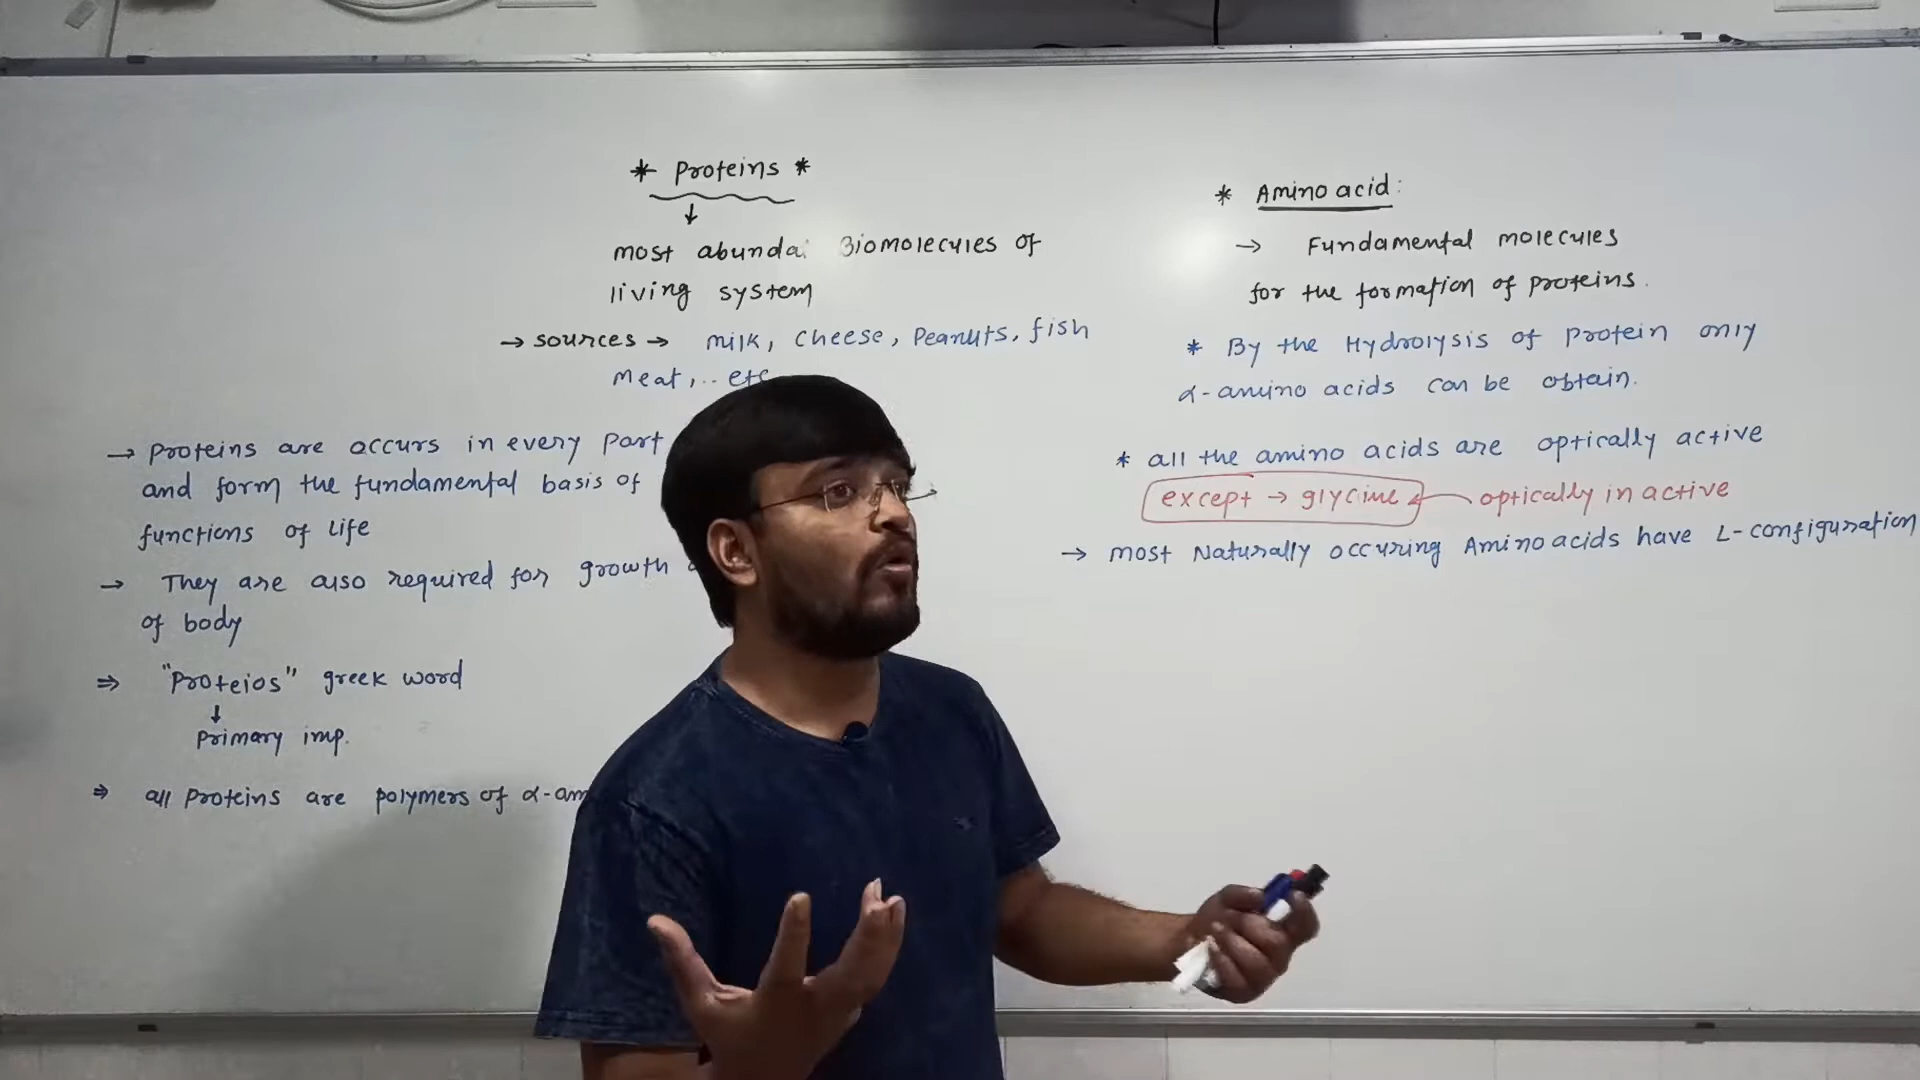 * Proteins *
↓
most abunda Biomolecules of
living system
→ sources → milk, cheese, Peanuts, fish
meat,.. etc
→ Proteins are occurs in every part
and form the fundamental basis of
functions of life
→ They are also required for growth
of body
⇒ "Proteios" greek word
↓
Primary imp.
⇒ all Proteins are polymers of α-am
* Amino acid:
→ Fundamental molecules
for the formation of proteins.
* By the Hydrolysis of Protein only
α-amino acids can be obtain.
* all the amino acids are optically active
except → glycine ← optically in active
→ most Naturally occuring Amino acids have L-configuration